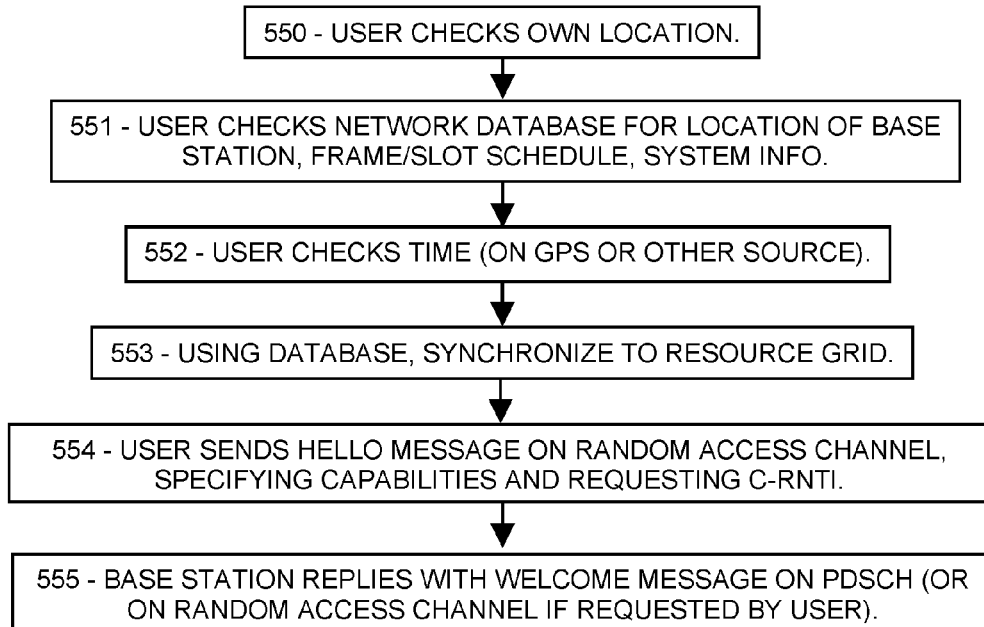 550 - USER CHECKS OWN LOCATION.
551 - USER CHECKS NETWORK DATABASE FOR LOCATION OF BASE
STATION, FRAME/SLOT SCHEDULE, SYSTEM INFO.
552 - USER CHECKS TIME (ON GPS OR OTHER SOURCE).
553 - USING DATABASE, SYNCHRONIZE TO RESOURCE GRID.
554 - USER SENDS HELLO MESSAGE ON RANDOM ACCESS CHANNEL,
SPECIFYING CAPABILITIES AND REQUESTING C-RNTI.
555 - BASE STATION REPLIES WITH WELCOME MESSAGE ON PDSCH (OR
ON RANDOM ACCESS CHANNEL IF REQUESTED BY USER).